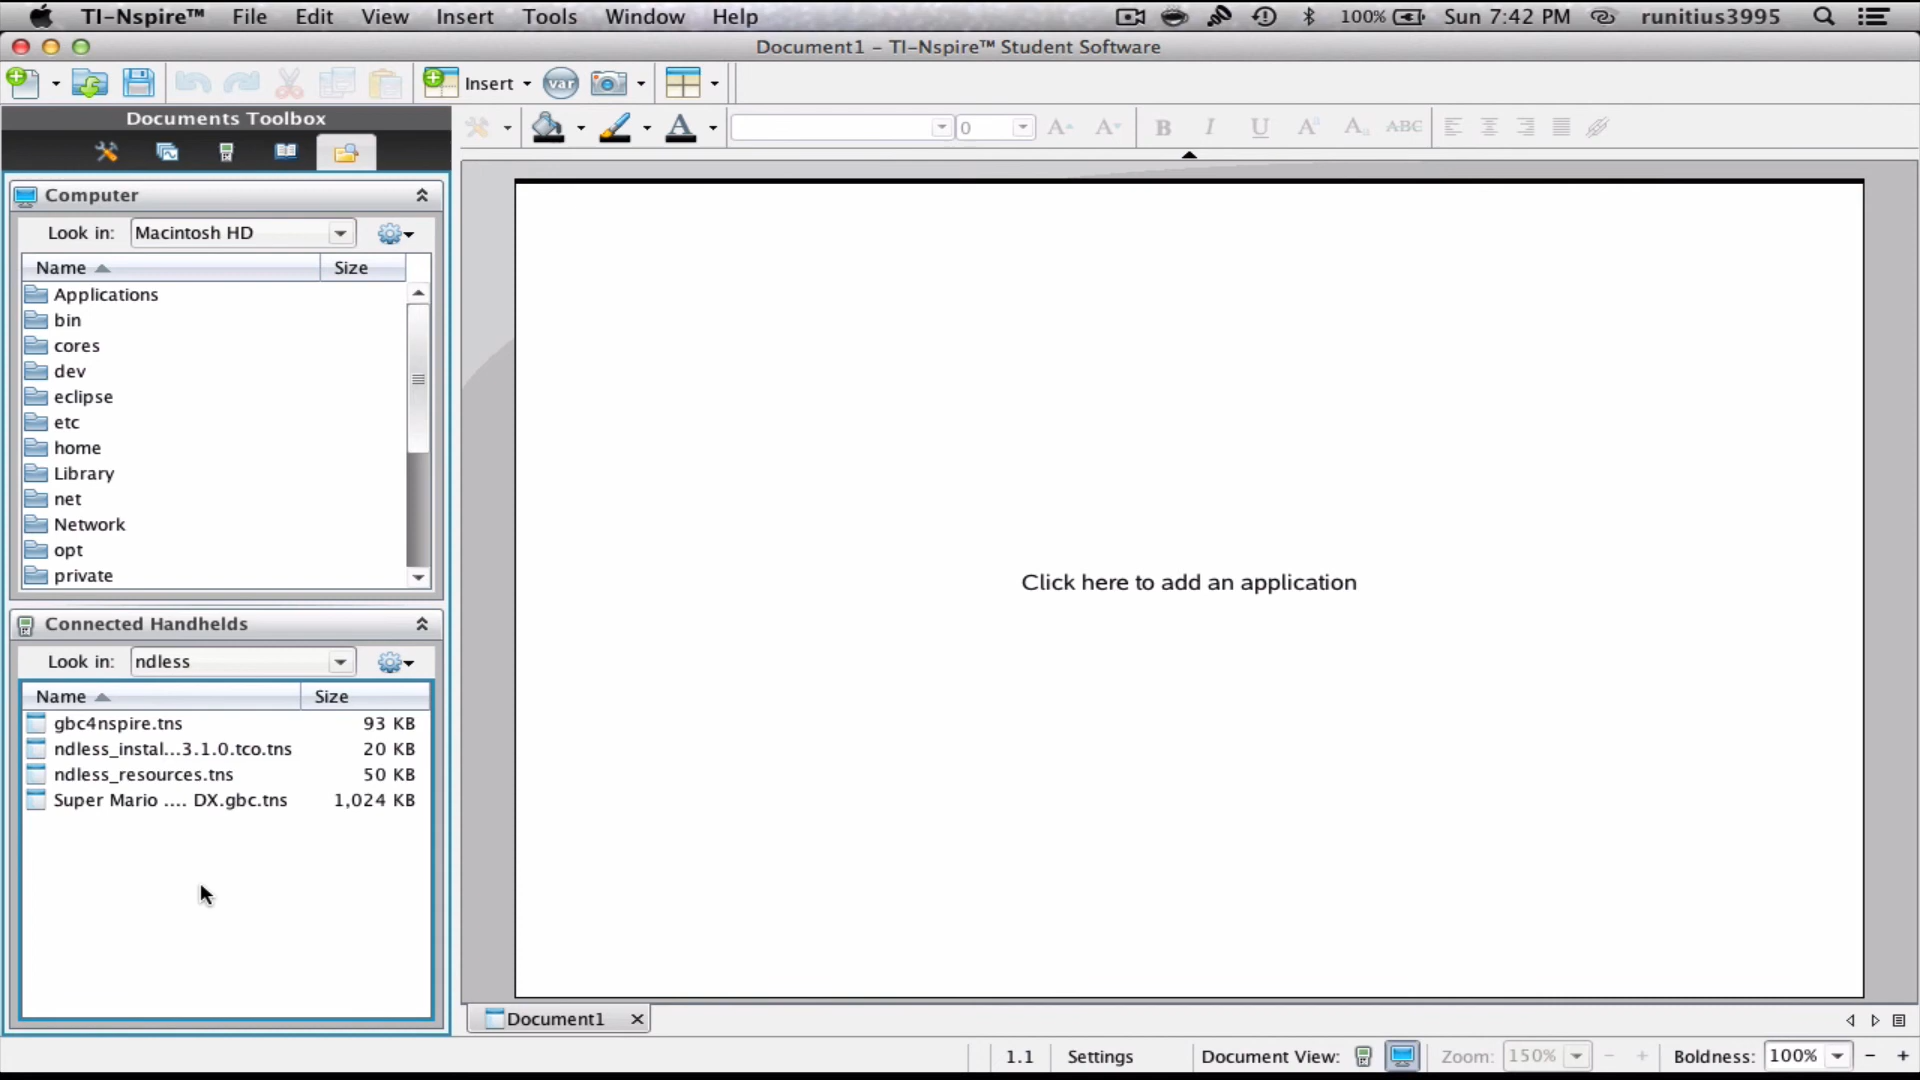 TI-Nspire™ File Edit View Insert Tools Window Help 100% Sun 7:42 PM runitius3995
Document1 - TI-Nspire™ Student Software
Insert var
Documents Toolbox
A 0 A A B I U A A ABC
Computer
Look in: Macintosh HD
Name Size
Applications
bin
cores
dev
eclipse
etc
home
Library
net
Network
opt
private
Click here to add an application
Connected Handhelds
Look in: ndless
Name Size
gbc4nspire.tns 93 KB
ndless_instal...3.1.0.tco.tns 20 KB
ndless_resources.tns 50 KB
Super Mario .... DX.gbc.tns 1,024 KB
Document1
1.1 Settings Document View: Zoom: 150% - + Boldness: 100% - +